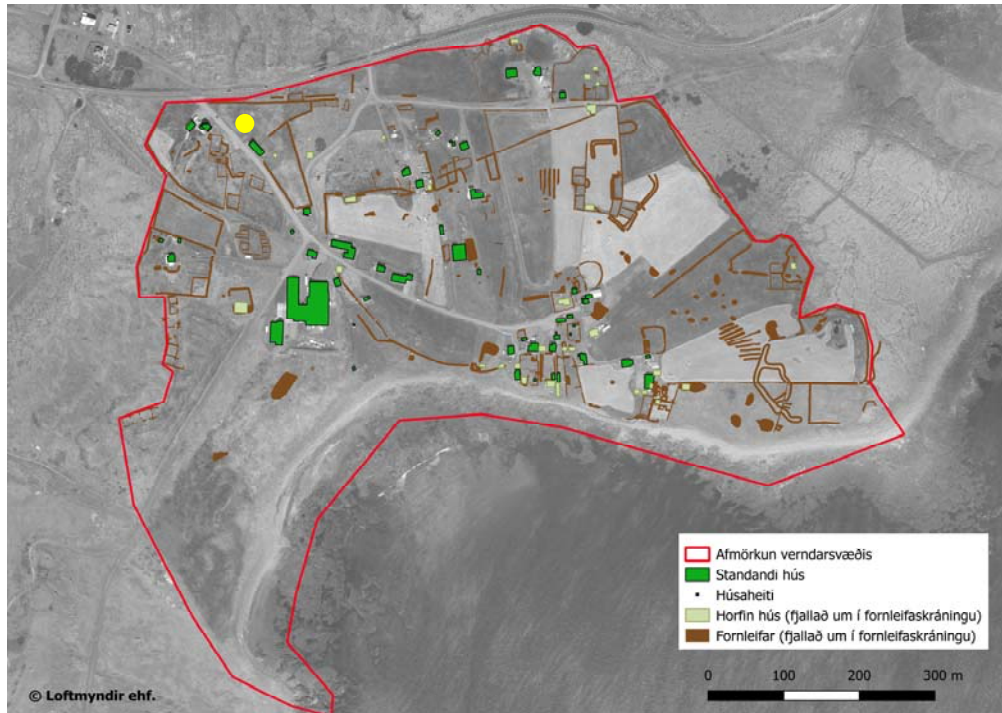 Afmörkun verndarsvæðis
Standandi hús
Húsaheiti
Horfin hús (fjallað um í fornleifaskráningu)
Fornleifar (fjallað um í fornleifaskráningu)
0 100 200 300 m
© Loftmyndir ehf.